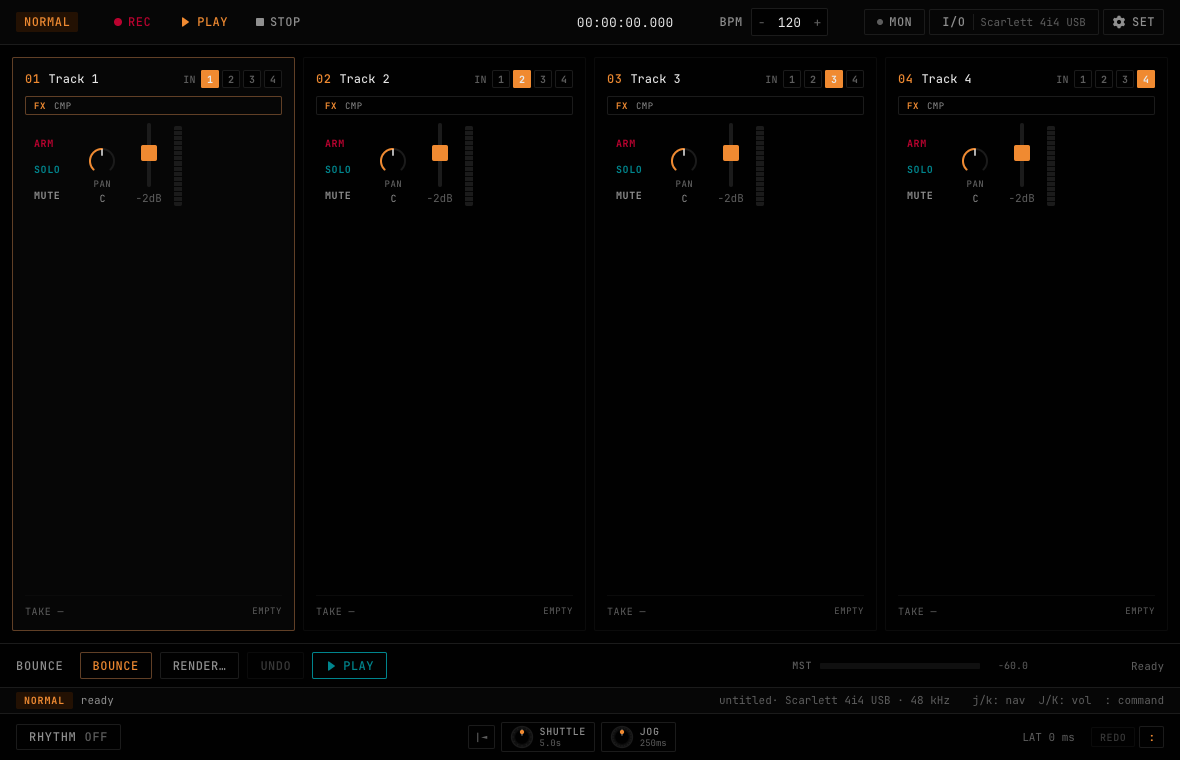 NORMAL REC PLAY STOP 00:00:00.000 BPM - 120 + MON I/O Scarlett 4i4 USB SET
01 Track 1 IN 1 2 3 4
FX CMP
ARM
SOLO
MUTE
PAN
C
-2dB
TAKE — EMPTY
02 Track 2 IN 1 2 3 4
FX CMP
ARM
SOLO
MUTE
PAN
C
-2dB
TAKE — EMPTY
03 Track 3 IN 1 2 3 4
FX CMP
ARM
SOLO
MUTE
PAN
C
-2dB
TAKE — EMPTY
04 Track 4 IN 1 2 3 4
FX CMP
ARM
SOLO
MUTE
PAN
C
-2dB
TAKE — EMPTY
BOUNCE BOUNCE RENDER… UNDO PLAY MST -60.0 Ready
NORMAL ready untitled· Scarlett 4i4 USB · 48 kHz j/k: nav J/K: vol : command
RHYTHM OFF |⇥ SHUTTLE 5.0s JOG 250ms LAT 0 ms REDO :